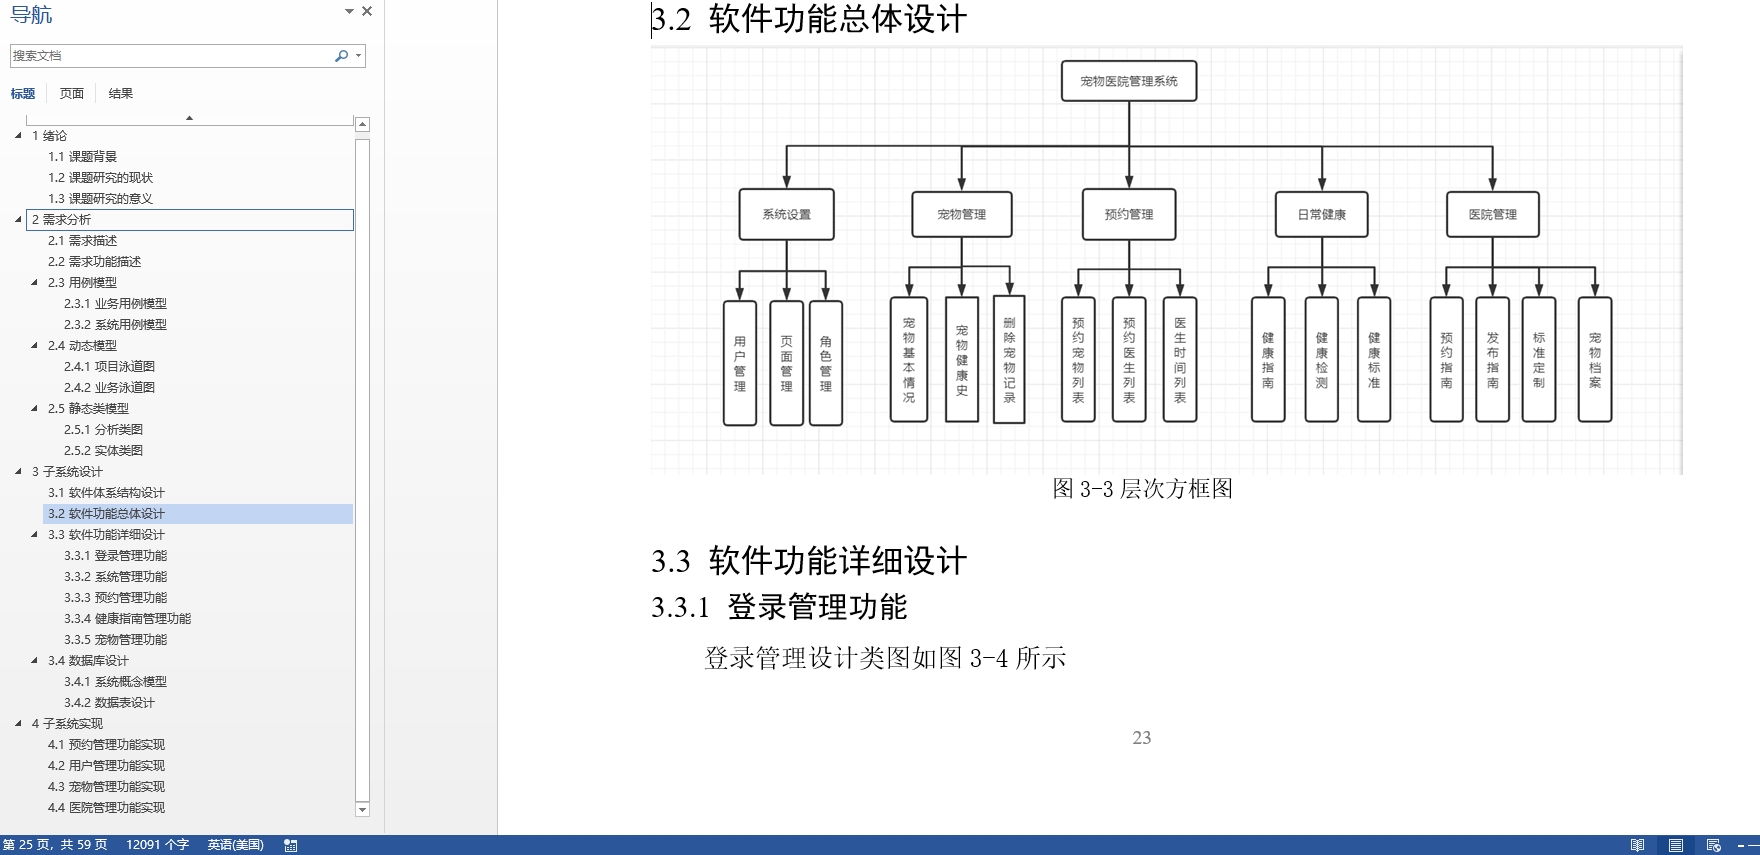 导航
搜索文档
标题 页面 结果
1 绪论
1.1 课题背景
1.2 课题研究的现状
1.3 课题研究的意义
2 需求分析
2.1 需求描述
2.2 需求功能描述
2.3 用例模型
2.3.1 业务用例模型
2.3.2 系统用例模型
2.4 动态模型
2.4.1 项目泳道图
2.4.2 业务泳道图
2.5 静态类模型
2.5.1 分析类图
2.5.2 实体类图
3 子系统设计
3.1 软件体系结构设计
3.2 软件功能总体设计
3.3 软件功能详细设计
3.3.1 登录管理功能
3.3.2 系统管理功能
3.3.3 预约管理功能
3.3.4 健康指南管理功能
3.3.5 宠物管理功能
3.4 数据库设计
3.4.1 系统概念模型
3.4.2 数据表设计
4 子系统实现
4.1 预约管理功能实现
4.2 用户管理功能实现
4.3 宠物管理功能实现
4.4 医院管理功能实现
3.2 软件功能总体设计
宠物医院管理系统
系统设置
宠物管理
预约管理
日常健康
医院管理
用户管理
页面管理
角色管理
宠物基本情况
宠物健康史
删除宠物记录
预约宠物列表
预约医生列表
医生时间列表
健康指南
健康检测
健康标准
预约指南
发布指南
标准定制
宠物档案
图 3-3 层次方框图
3.3 软件功能详细设计
3.3.1 登录管理功能
登录管理设计类图如图 3-4 所示
23
第 25 页，共 59 页 12091 个字 英语(美国)